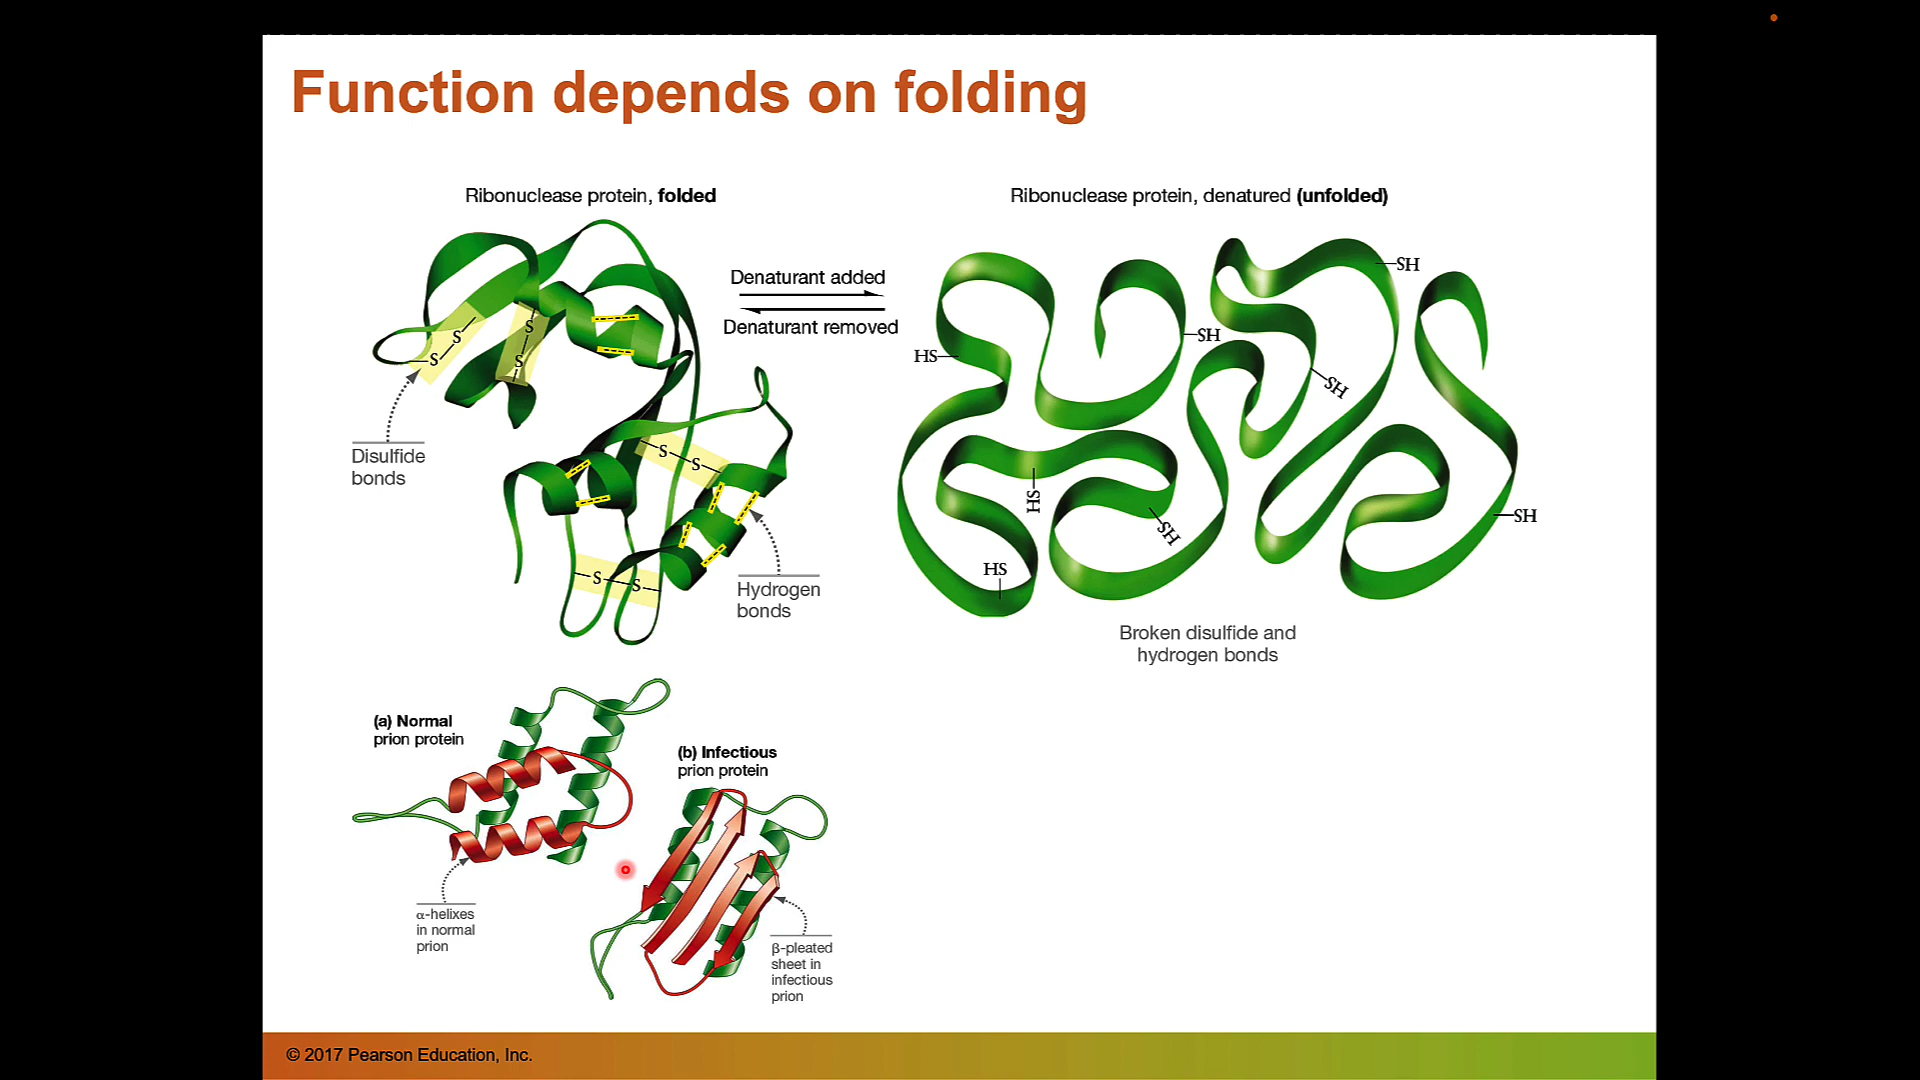 Function depends on folding
Ribonuclease protein, folded
Ribonuclease protein, denatured (unfolded)
Denaturant added
Denaturant removed
S
S
S
S
S
S
S
S
Disulfide
bonds
Hydrogen
bonds
SH
SH
HS
SH
HS
SH
SH
HS
Broken disulfide and
hydrogen bonds
(a) Normal
prion protein
(b) Infectious
prion protein
α-helixes
in normal
prion
β-pleated
sheet in
infectious
prion
© 2017 Pearson Education, Inc.